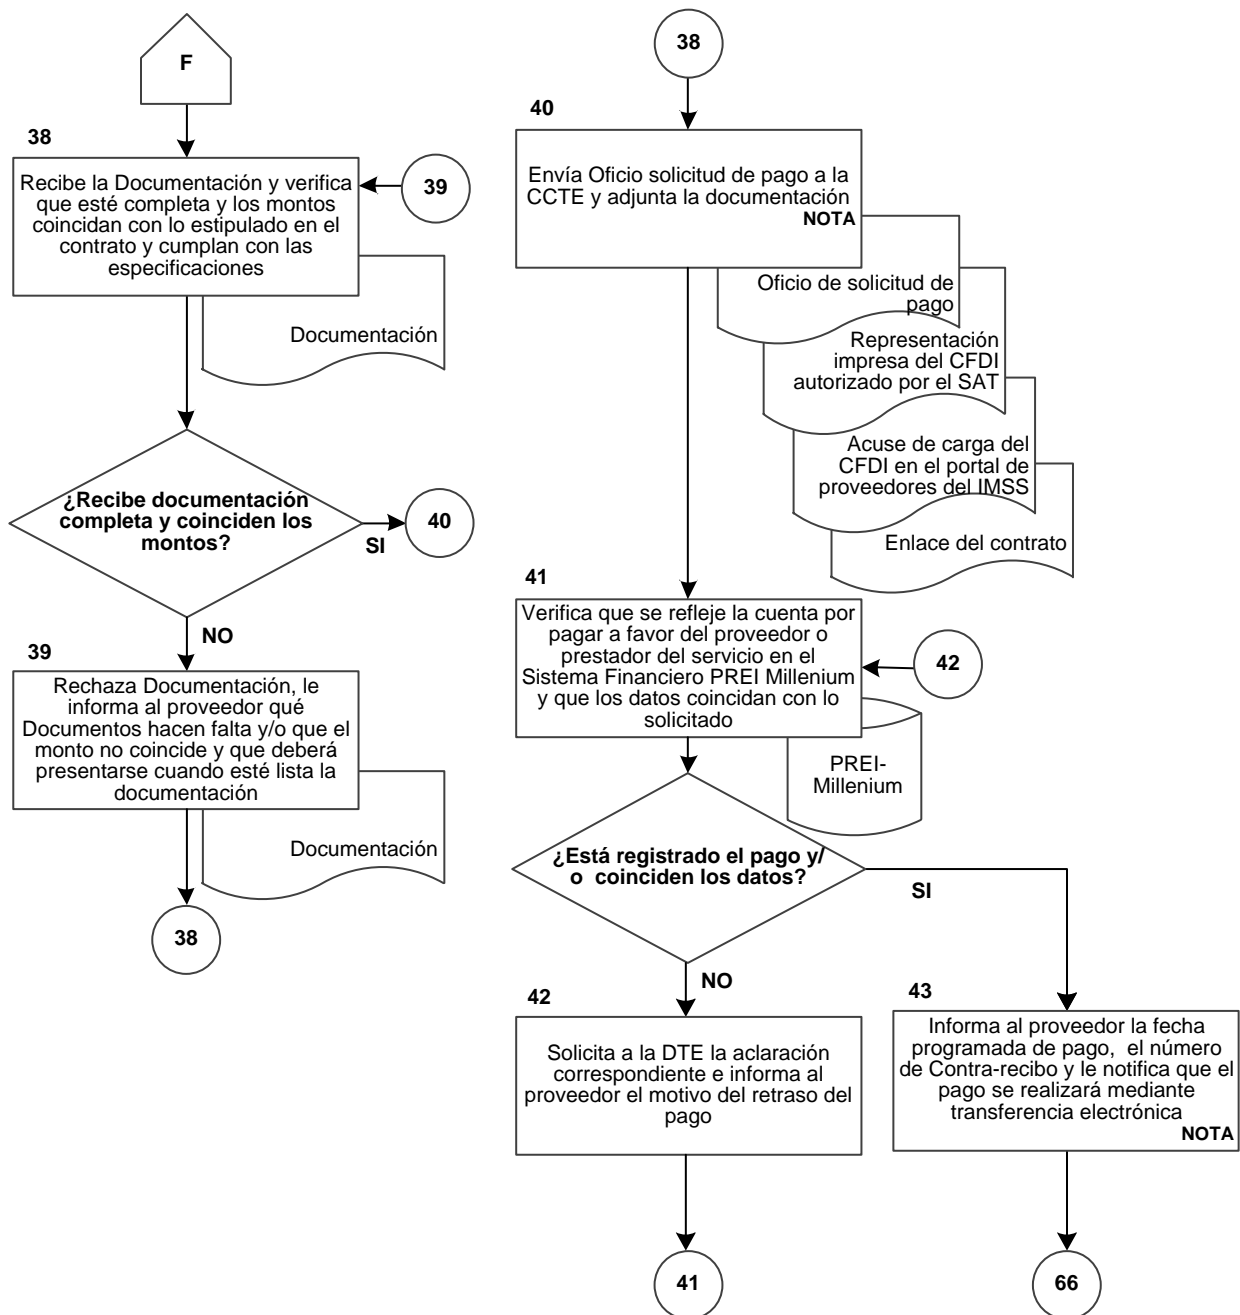 F
38
Recibe la Documentación y verifica
que esté completa y los montos
coincidan con lo estipulado en el
contrato y cumplan con las
especificaciones
39
Documentación
¿Recibe documentación
completa y coinciden los
montos?
SI
40
NO
39
Rechaza Documentación, le
informa al proveedor qué
Documentos hacen falta y/o que el
monto no coincide y que deberá
presentarse cuando esté lista la
documentación
Documentación
38
38
40
Envía Oficio solicitud de pago a la
CCTE y adjunta la documentación
NOTA
Oficio de solicitud de
pago
Representación
impresa del CFDI
autorizado por el SAT
Acuse de carga del
CFDI en el portal de
proveedores del IMSS
Enlace del contrato
41
Verifica que se refleje la cuenta por
pagar a favor del proveedor o
prestador del servicio en el
Sistema Financiero PREI Millenium
y que los datos coincidan con lo
solicitado
42
PREI-
Millenium
¿Está registrado el pago y/
o coinciden los datos?
SI
NO
42
Solicita a la DTE la aclaración
correspondiente e informa al
proveedor el motivo del retraso del
pago
41
43
Informa al proveedor la fecha
programada de pago, el número
de Contra-recibo y le notifica que el
pago se realizará mediante
transferencia electrónica
NOTA
66